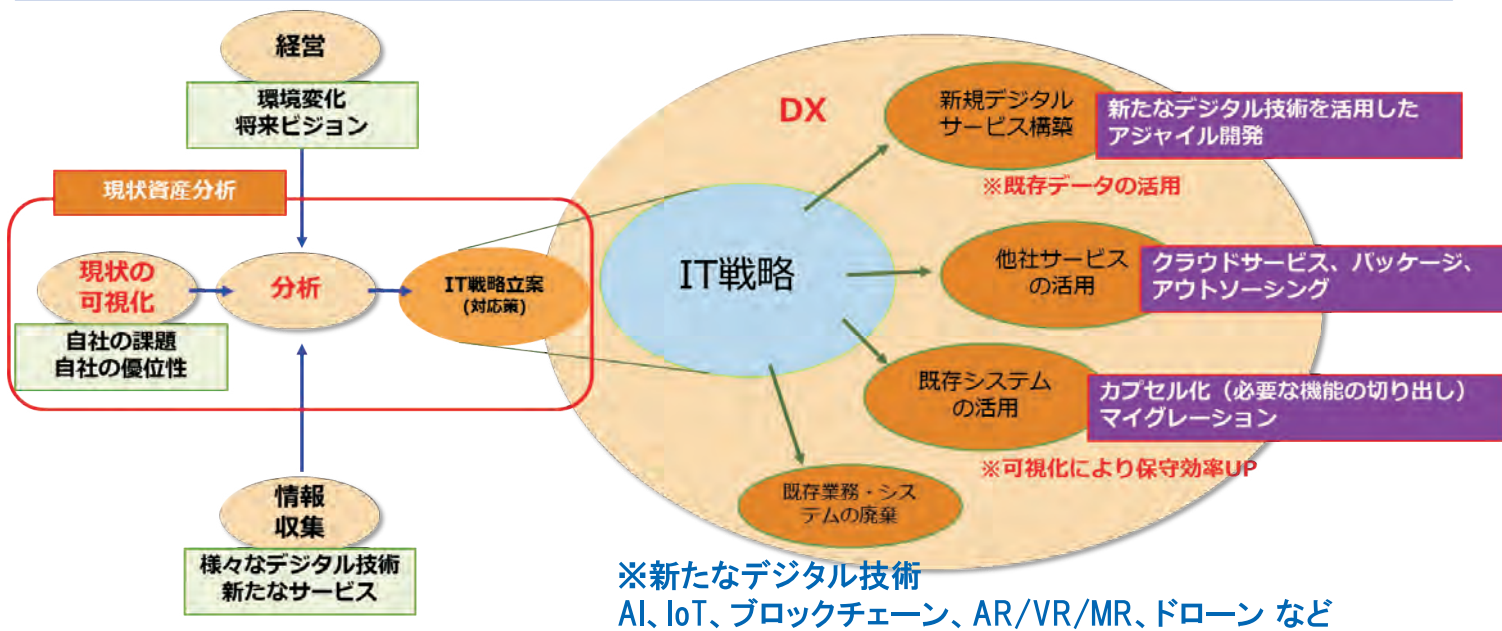 経営
環境変化
将来ビジョン
現状資産分析
現状の
可視化
自社の課題
自社の優位性
分析
IT戦略立案
(対応策)
情報
収集
様々なデジタル技術
新たなサービス
DX
IT戦略
新規デジタル
サービス構築
新たなデジタル技術を活用した
アジャイル開発
※既存データの活用
他社サービス
の活用
クラウドサービス、パッケージ、
アウトソーシング
既存システム
の活用
カプセル化（必要な機能の切り出し）
マイグレーション
※可視化により保守効率UP
既存業務・シス
テムの廃棄
※新たなデジタル技術
AI、IoT、ブロックチェーン、AR/VR/MR、ドローン など